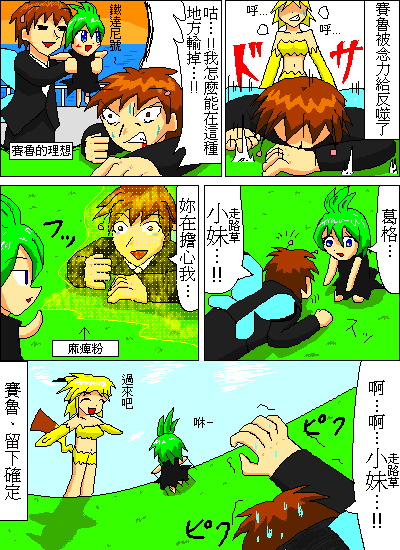 賽魯被念力給反噬了
呼…
呼…
ドサ
咕…!!我怎麼能在這種
地方輸掉…!!
鐵達尼號~
賽魯的理想
葛格…
走路草
小妹…!!
スッ
妳在擔心我…
フッ
麻痺粉
啊…啊…小妹…!!
走路草
ピク
ピク
咻-
過來吧
賽魯、留下確定